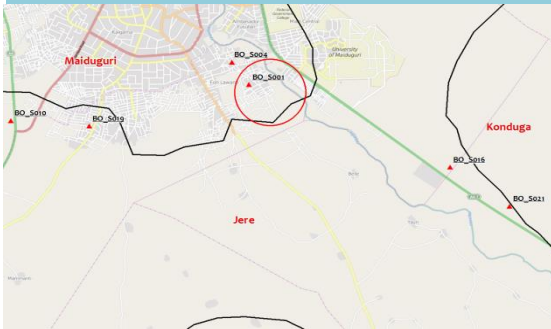 University
of Maiduguri
BO_S004
Maiduguri
BO_S001
BO_S010
BO_S019
Konduga
BO_S016
BO_S021
Jere